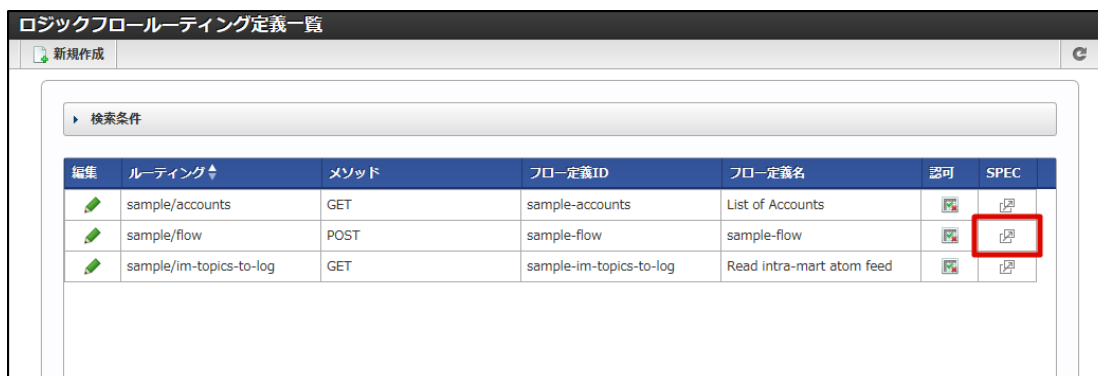 ロジックフロールーティング定義一覧
新規作成
検索条件
編集 ルーティング メソッド フロー定義ID フロー定義名 認可 SPEC
sample/accounts GET sample-accounts List of Accounts
sample/flow POST sample-flow sample-flow
sample/im-topics-to-log GET sample-im-topics-to-log Read intra-mart atom feed